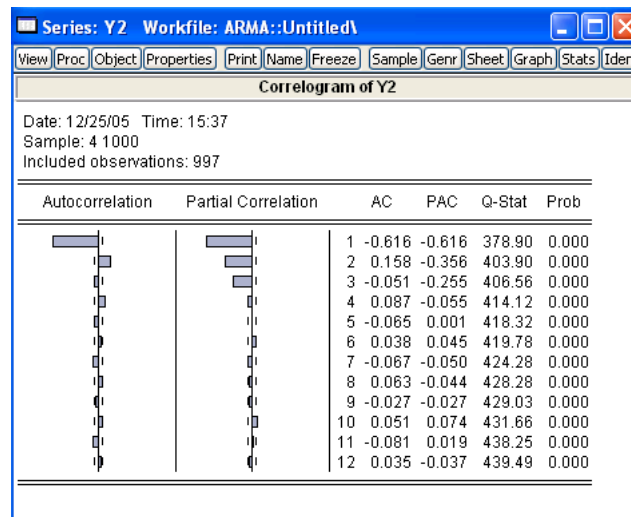 Series: Y2 Workfile: ARMA::Untitled\
View Proc Object Properties Print Name Freeze Sample Genr Sheet Graph Stats Iden
Correlogram of Y2
Date: 12/25/05 Time: 15:37
Sample: 4 1000
Included observations: 997
Autocorrelation Partial Correlation AC PAC Q-Stat Prob
1 -0.616 -0.616 378.90 0.000
2 0.158 -0.356 403.90 0.000
3 -0.051 -0.255 406.56 0.000
4 0.087 -0.055 414.12 0.000
5 -0.065 0.001 418.32 0.000
6 0.038 0.045 419.78 0.000
7 -0.067 -0.050 424.28 0.000
8 0.063 -0.044 428.28 0.000
9 -0.027 -0.027 429.03 0.000
10 0.051 0.074 431.66 0.000
11 -0.081 0.019 438.25 0.000
12 0.035 -0.037 439.49 0.000